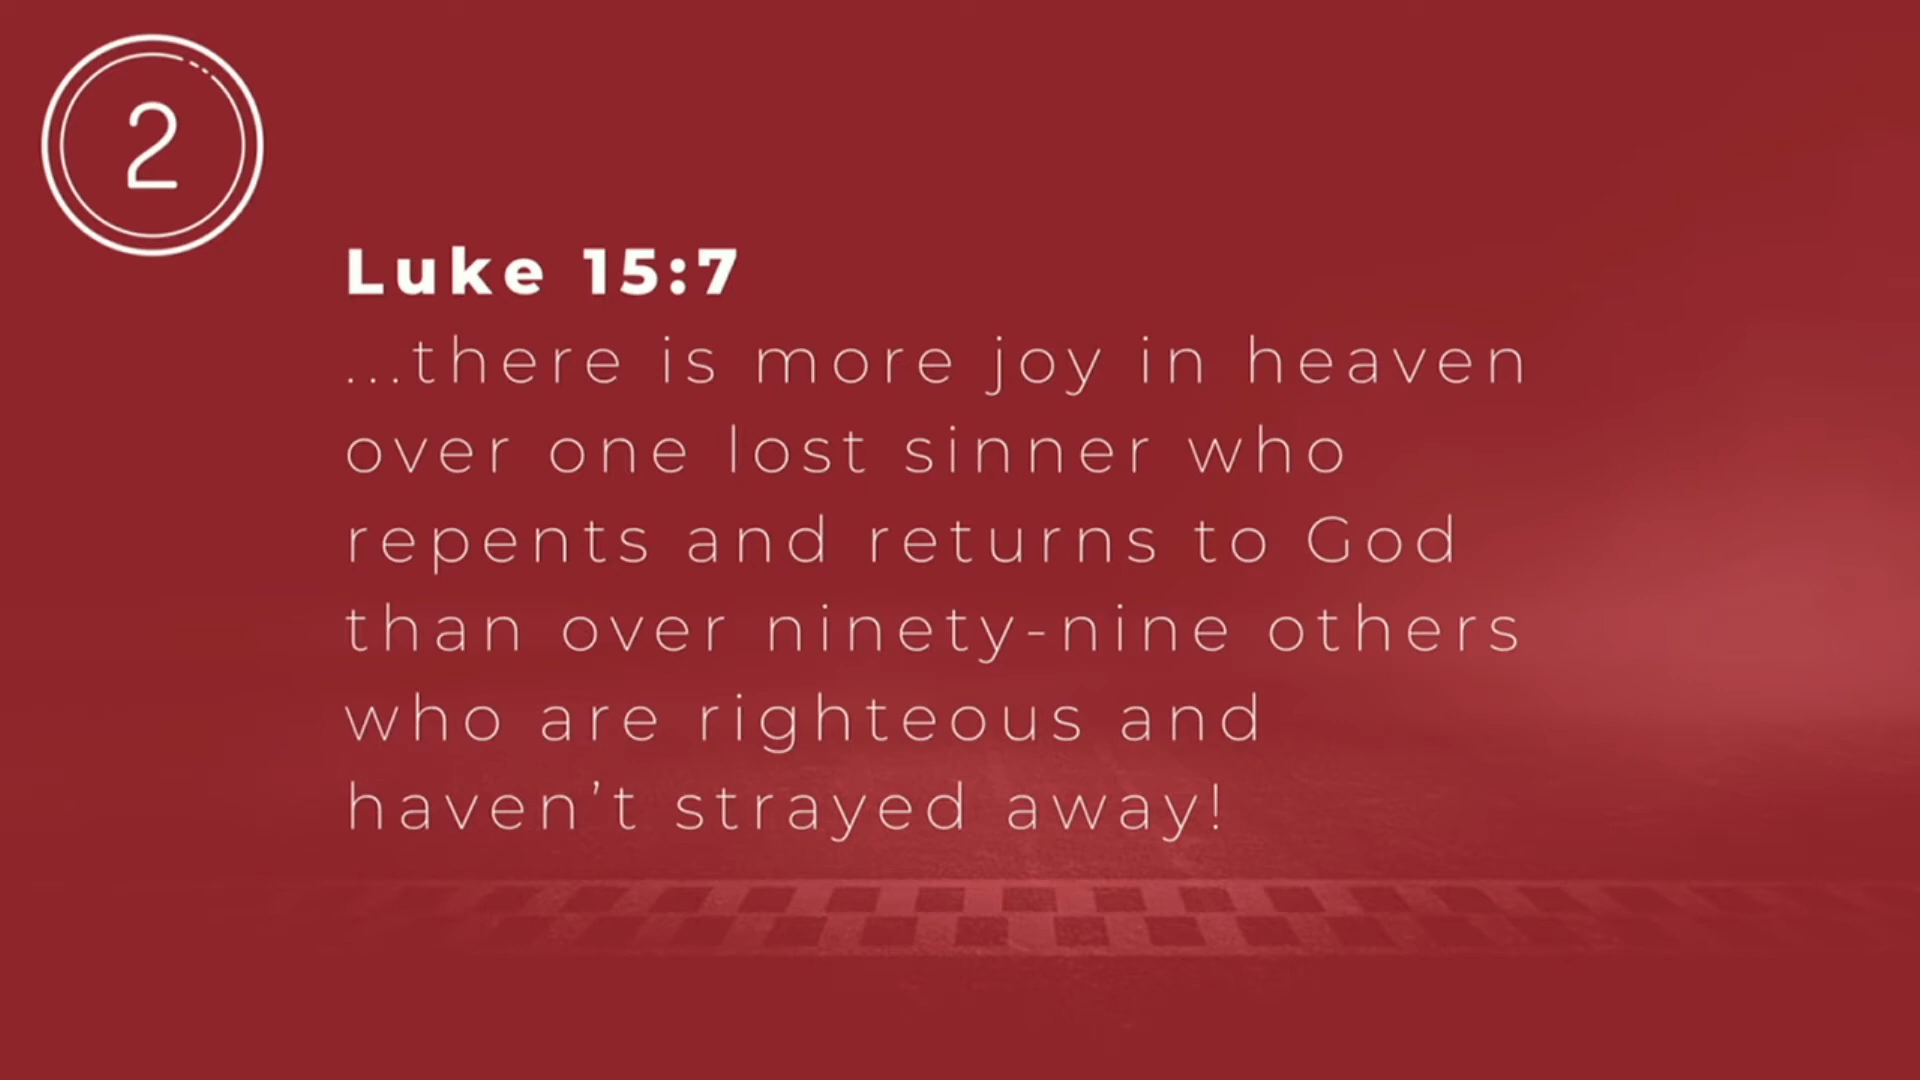 2
Luke 15:7
...there is more joy in heaven
over one lost sinner who
repents and returns to God
than over ninety-nine others
who are righteous and
haven’t strayed away!